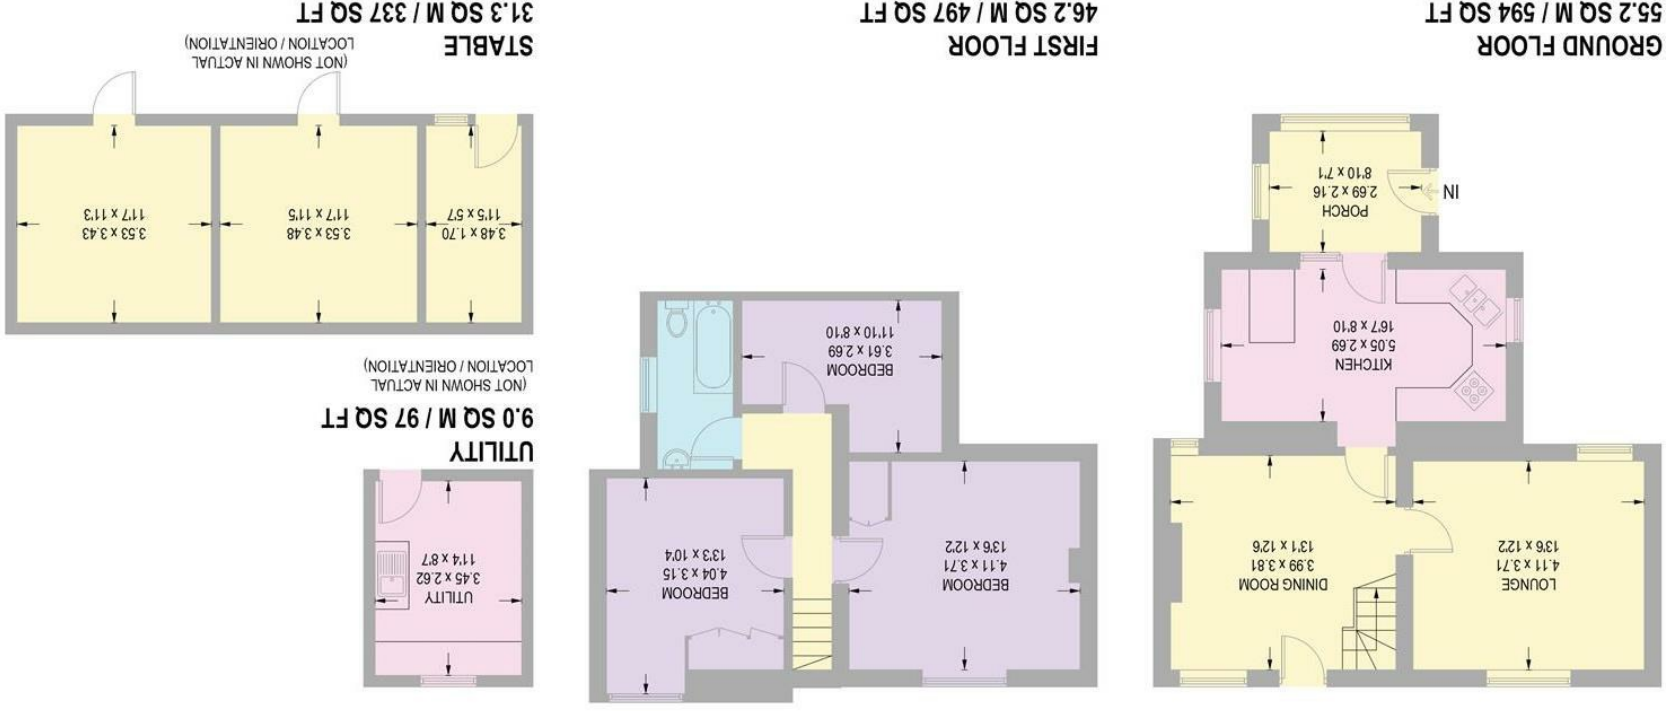 LOUNGE
4.11 x 3.71
13'6 x 12'2
DINING ROOM
3.99 x 3.81
13'1 x 12'6
KITCHEN
5.05 x 2.69
16'7 x 8'10
IN
PORCH
2.69 x 2.16
8'10 x 7'1
GROUND FLOOR
55.2 SQ M / 594 SQ FT
BEDROOM
4.11 x 3.71
13'6 x 12'2
BEDROOM
4.04 x 3.15
13'3 x 10'4
BEDROOM
3.61 x 2.69
11'10 x 8'10
FIRST FLOOR
46.2 SQ M / 497 SQ FT
UTILITY
3.45 x 2.62
11'4 x 8'7
UTILITY
9.0 SQ M / 97 SQ FT
(NOT SHOWN IN ACTUAL
LOCATION / ORIENTATION)
3.48 x 1.70
11'5 x 5'7
3.53 x 3.48
11'7 x 11'5
3.53 x 3.43
11'7 x 11'3
STABLE
31.3 SQ M / 337 SQ FT
(NOT SHOWN IN ACTUAL
LOCATION / ORIENTATION)